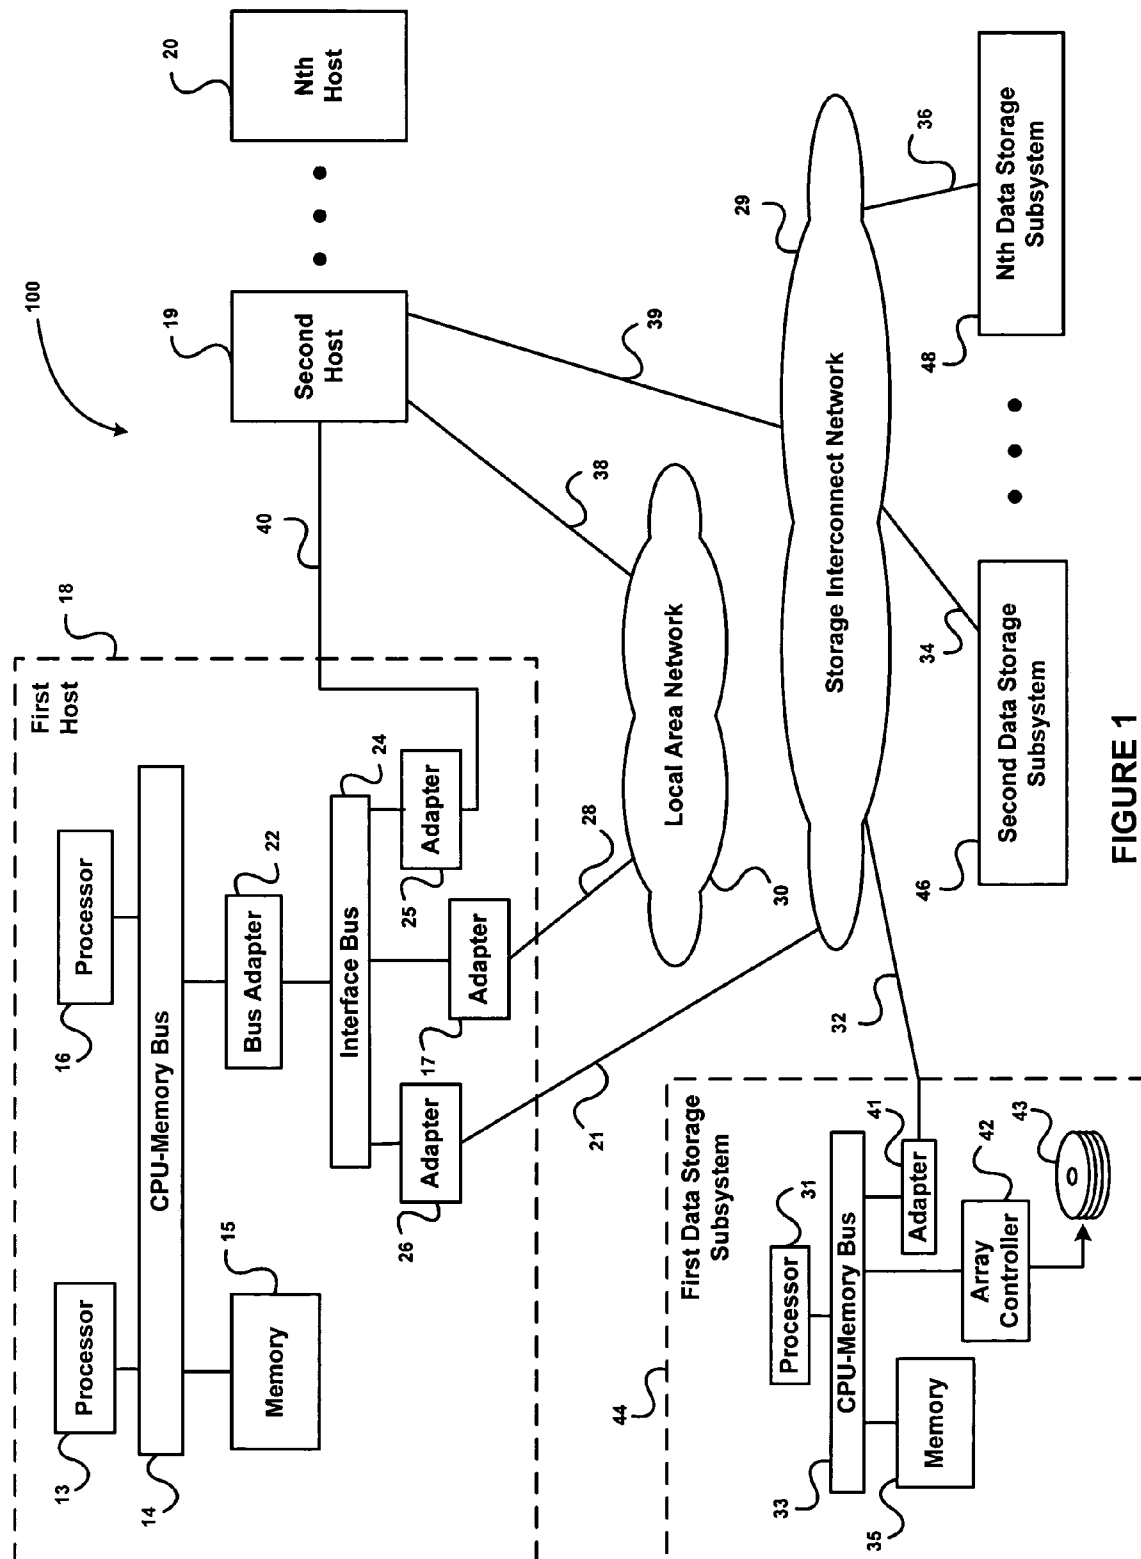 100
First
Host
18
Processor
13
Processor
16
CPU-Memory Bus
14
Memory
15
Bus Adapter
22
Interface Bus
24
Adapter
26
Adapter
17
Adapter
25
40
Second
Host
19
Nth
Host
20
21
28
38
39
Local Area Network
30
Storage Interconnect Network
29
32
34
36
First Data Storage
Subsystem
44
Processor
31
CPU-Memory Bus
33
Memory
35
Array
Controller
42
Adapter
41
43
Second Data Storage
Subsystem
46
Nth Data Storage
Subsystem
48
FIGURE 1